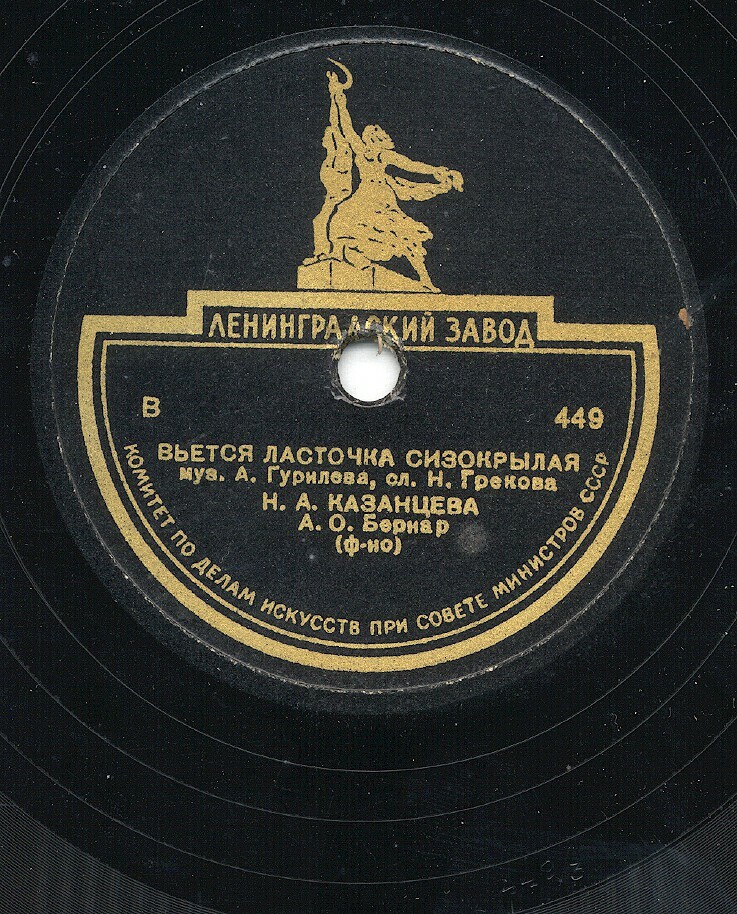 ЛЕНИНГРАДСКИЙ ЗАВОД
В 449
ВЬЕТСЯ ЛАСТОЧКА СИЗОКРЫЛАЯ
муз. А. Гурилева, сл. Н. Грекова
Н. А. КАЗАНЦЕВА
А. О. Бернар
(ф-но)
КОМИТЕТ ПО ДЕЛАМ ИСКУССТВ ПРИ СОВЕТЕ МИНИСТРОВ СССР